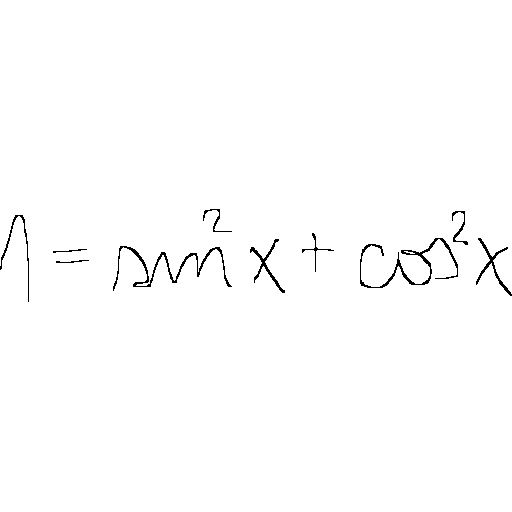 1 = sin²x + cos²x